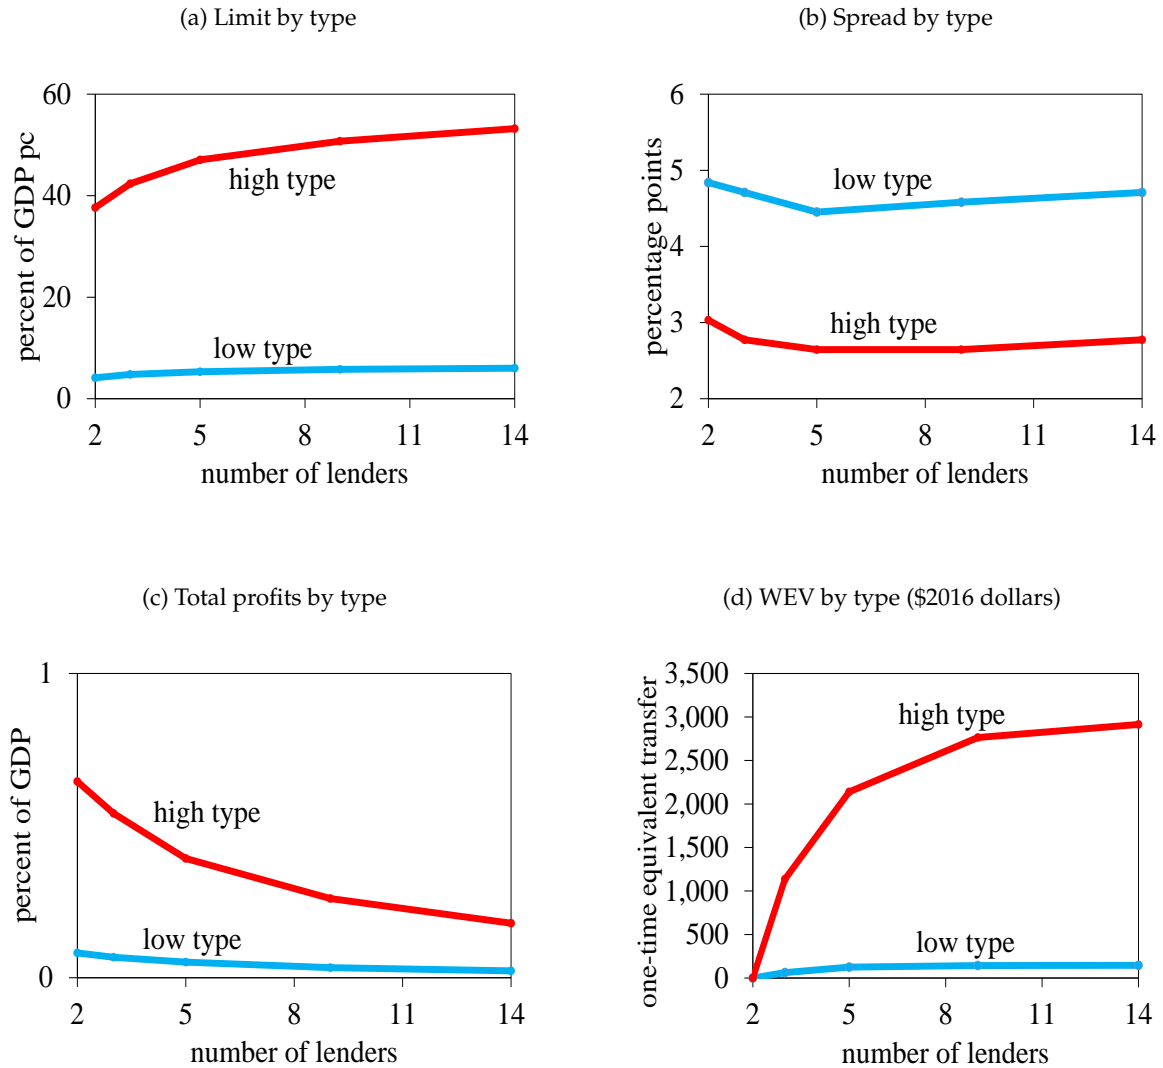 (a) Limit by type
60
40
20
0
percent of GDP pc
high type
low type
2 5 8 11 14
number of lenders
(b) Spread by type
6
5
4
3
2
percentage points
low type
high type
2 5 8 11 14
number of lenders
(c) Total profits by type
1
0
percent of GDP
high type
low type
2 5 8 11 14
number of lenders
(d) WEV by type ($2016 dollars)
3,500
3,000
2,500
2,000
1,500
1,000
500
0
one-time equivalent transfer
high type
low type
2 5 8 11 14
number of lenders